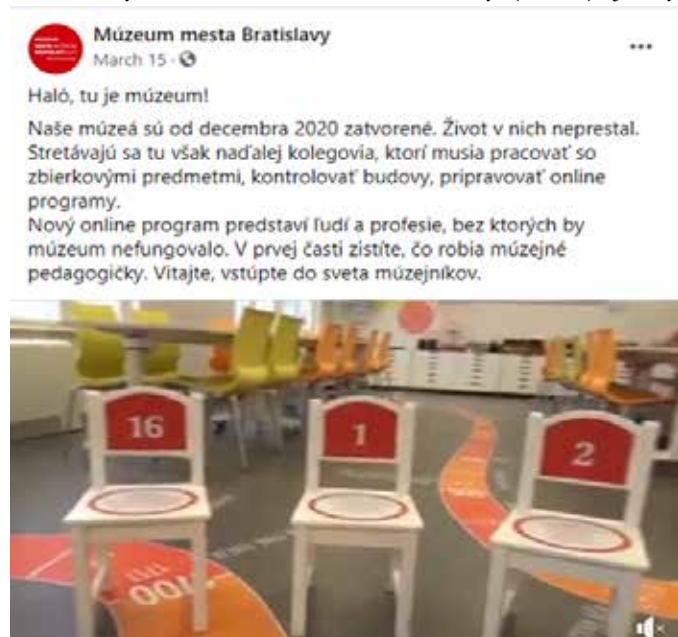 Múzeum mesta Bratislavy
March 15
Haló, tu je múzeum!
Naše múzeá sú od decembra 2020 zatvorené. Život v nich neprestal.
Stretávajú sa tu však naďalej kolegovia, ktorí musia pracovať so
zbierkovými predmetmi, kontrolovať budovy, pripravovať online
programy.
Nový online program predstaví ľudí a profesie, bez ktorých by
múzeum nefungovalo. V prvej časti zistíte, čo robia múzejné
pedagogičky. Vitajte, vstúpte do sveta múzejníkov.
16
1
2